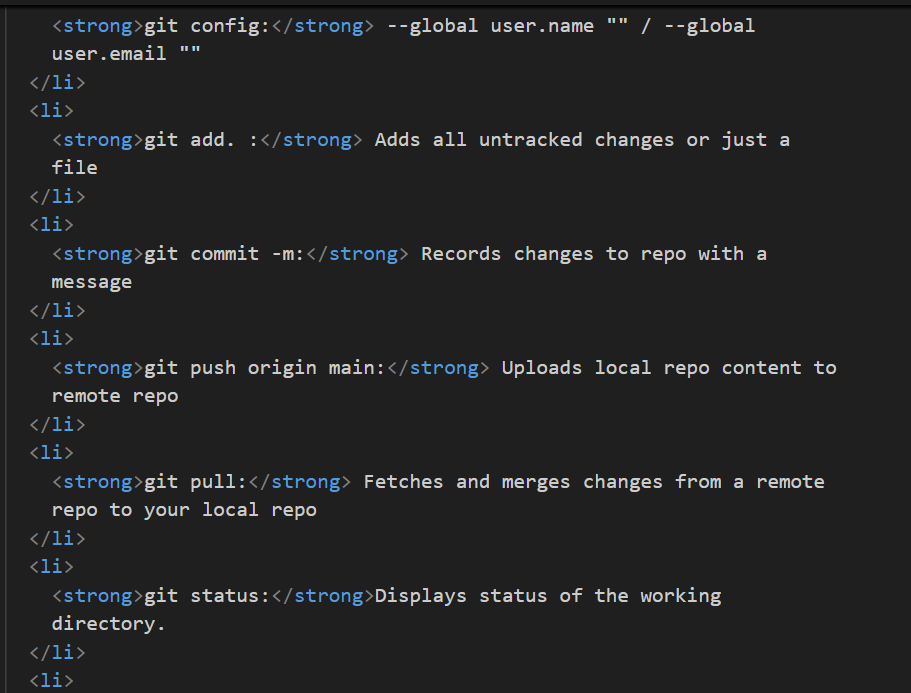 <strong>git config:</strong> --global user.name "" / --global
user.email ""
</li>
<li>
<strong>git add. :</strong> Adds all untracked changes or just a
file
</li>
<li>
<strong>git commit -m:</strong> Records changes to repo with a
message
</li>
<li>
<strong>git push origin main:</strong> Uploads local repo content to
remote repo
</li>
<li>
<strong>git pull:</strong> Fetches and merges changes from a remote
repo to your local repo
</li>
<li>
<strong>git status:</strong>Displays status of the working
directory.
</li>
<li>